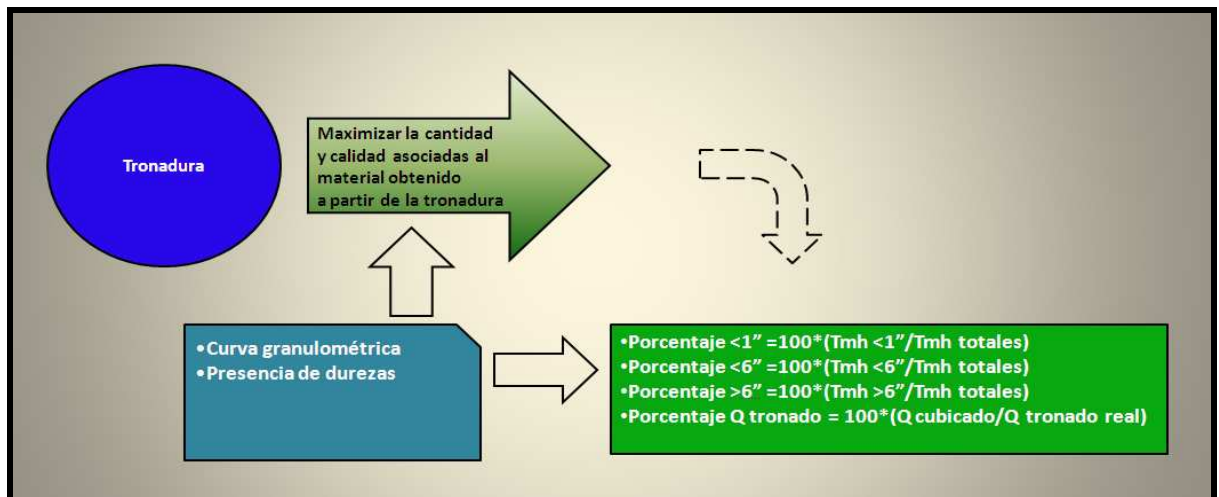 Tronadura
Maximizar la cantidad
y calidad asociadas al
material obtenido
a partir de la tronadura
•Curva granulométrica
•Presencia de durezas
•Porcentaje <1” =100*(Tmh <1”/Tmh totales)
•Porcentaje <6” =100*(Tmh <6”/Tmh totales)
•Porcentaje >6” =100*(Tmh >6”/Tmh totales)
•Porcentaje Q tronado = 100*(Q cubicado/Q tronado real)